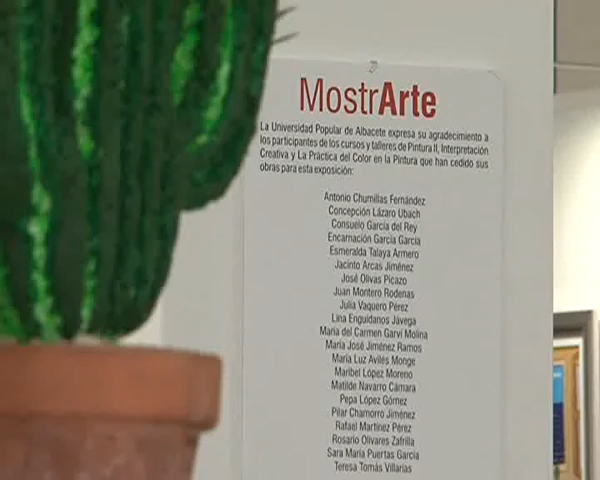 MostrArte
La Universidad Popular de Albacete expresa su agradecimiento a
los participantes de los cursos y talleres de Pintura II, Interpretación
Creativa y La Práctica del Color en la Pintura que han cedido sus
obras para esta exposición:
Antonio Chumillas Fernández
Concepción Lázaro Ubach
Consuelo García del Rey
Encarnación García García
Esmeralda Talaya Armero
Jacinto Arcas Jiménez
José Olivas Picazo
Juan Montero Rodenas
Julia Vaquero Pérez
Lina Enguidanos Jávega
María del Carmen Garví Molina
María José Jiménez Ramos
María Luz Avilés Monge
Maribel López Moreno
Matilde Navarro Cámara
Pepa López Gómez
Pilar Chamorro Jiménez
Rafael Martínez Pérez
Rosario Olivares Zafrilla
Sara María Puertas García
Teresa Tomás Villarías